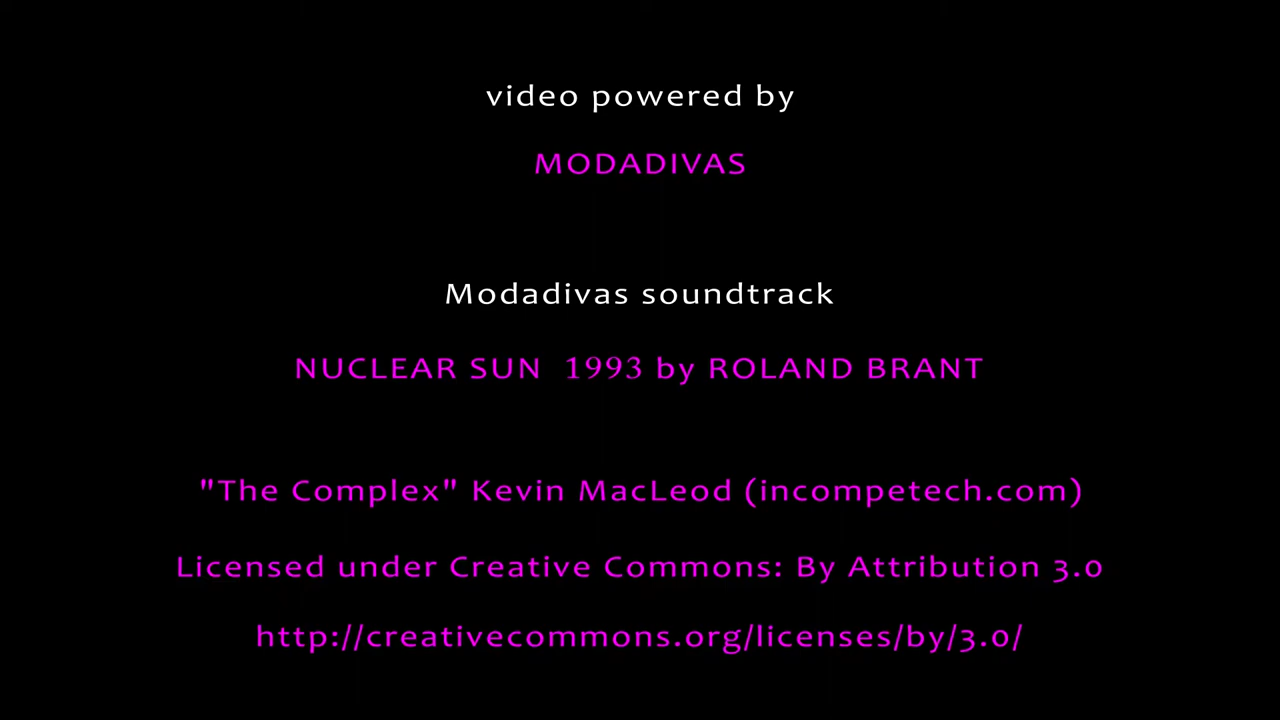 video powered by
MODADIVAS
Modadivas soundtrack
NUCLEAR SUN  1993 by ROLAND BRANT
"The Complex" Kevin MacLeod (incompetech.com)
Licensed under Creative Commons: By Attribution 3.0
http://creativecommons.org/licenses/by/3.0/